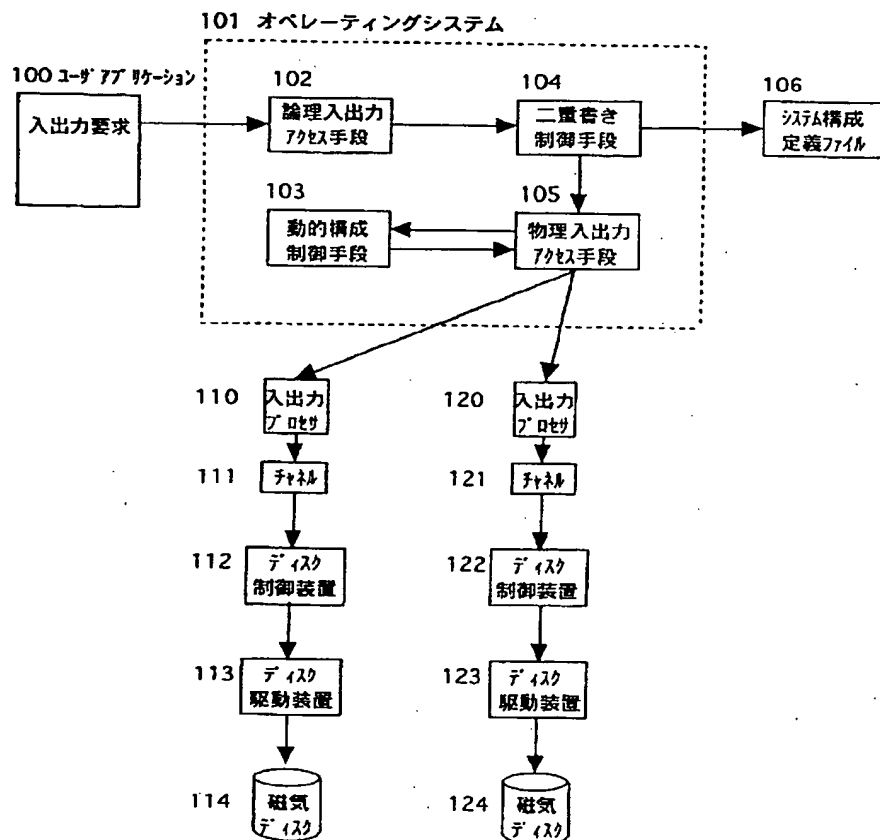 101 オペレーティングシステム
100 ユーザアプリケーション
入出力要求
102
論理入出力
アクセス手段
104
二重書き
制御手段
106
システム構成
定義ファイル
103
動的構成
制御手段
105
物理入出力
アクセス手段
110
入出力
プロセサ
120
入出力
プロセサ
111
チャネル
121
チャネル
112
ディスク
制御装置
122
ディスク
制御装置
113
ディスク
駆動装置
123
ディスク
駆動装置
114
磁気
ディスク
124
磁気
ディスク